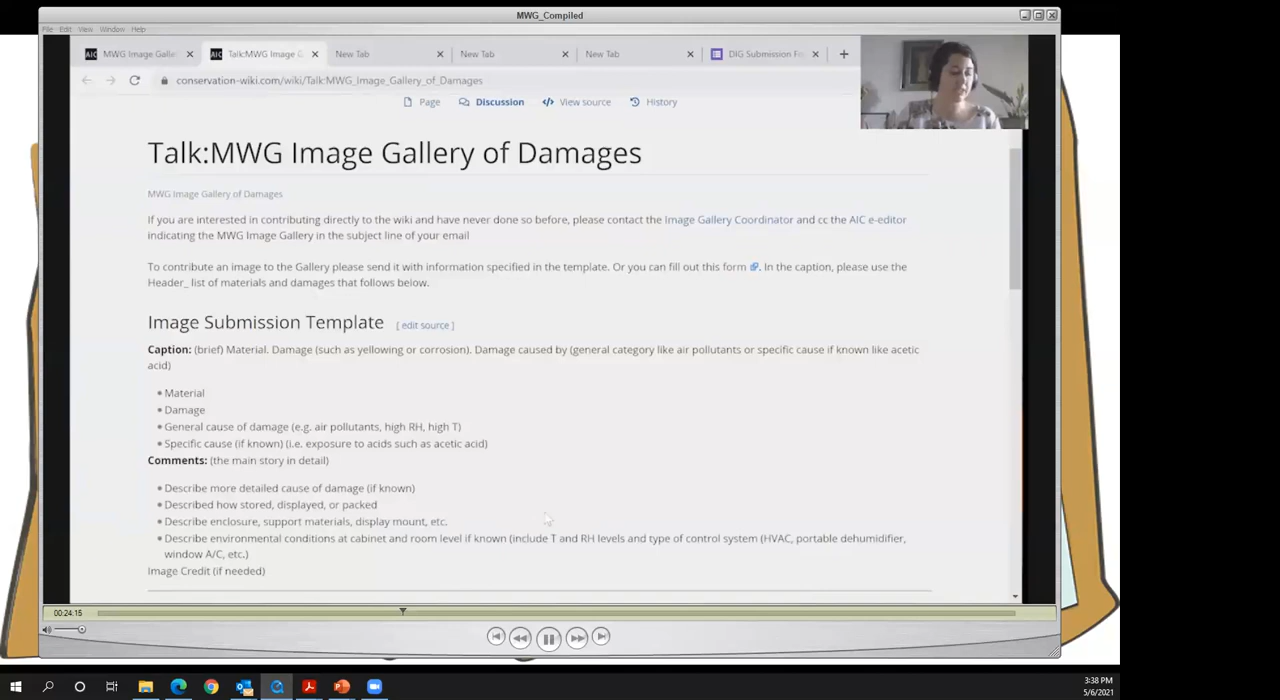 MWG_Compiled
File Edit View Window Help
MWG Image Galle
Talk:MWG Image G
New Tab
New Tab
New Tab
DIG Submission Fo
conservation-wiki.com/wiki/Talk:MWG_Image_Gallery_of_Damages
Page Discussion View source History
Talk:MWG Image Gallery of Damages
MWG Image Gallery of Damages
If you are interested in contributing directly to the wiki and have never done so before, please contact the Image Gallery Coordinator and cc the AIC e-editor
indicating the MWG Image Gallery in the subject line of your email
To contribute an image to the Gallery please send it with information specified in the template. Or you can fill out this form . In the caption, please use the
Header_ list of materials and damages that follows below.
Image Submission Template [ edit source ]
Caption: (brief) Material. Damage (such as yellowing or corrosion). Damage caused by (general category like air pollutants or specific cause if known like acetic
acid)
• Material
• Damage
• General cause of damage (e.g. air pollutants, high RH, high T)
• Specific cause (if known) (i.e. exposure to acids such as acetic acid)
Comments: (the main story in detail)
• Describe more detailed cause of damage (if known)
• Described how stored, displayed, or packed
• Describe enclosure, support materials, display mount, etc.
• Describe environmental conditions at cabinet and room level if known (include T and RH levels and type of control system (HVAC, portable dehumidifier,
window A/C, etc.)
Image Credit (if needed)
00:24:15
3:38 PM
5/6/2021